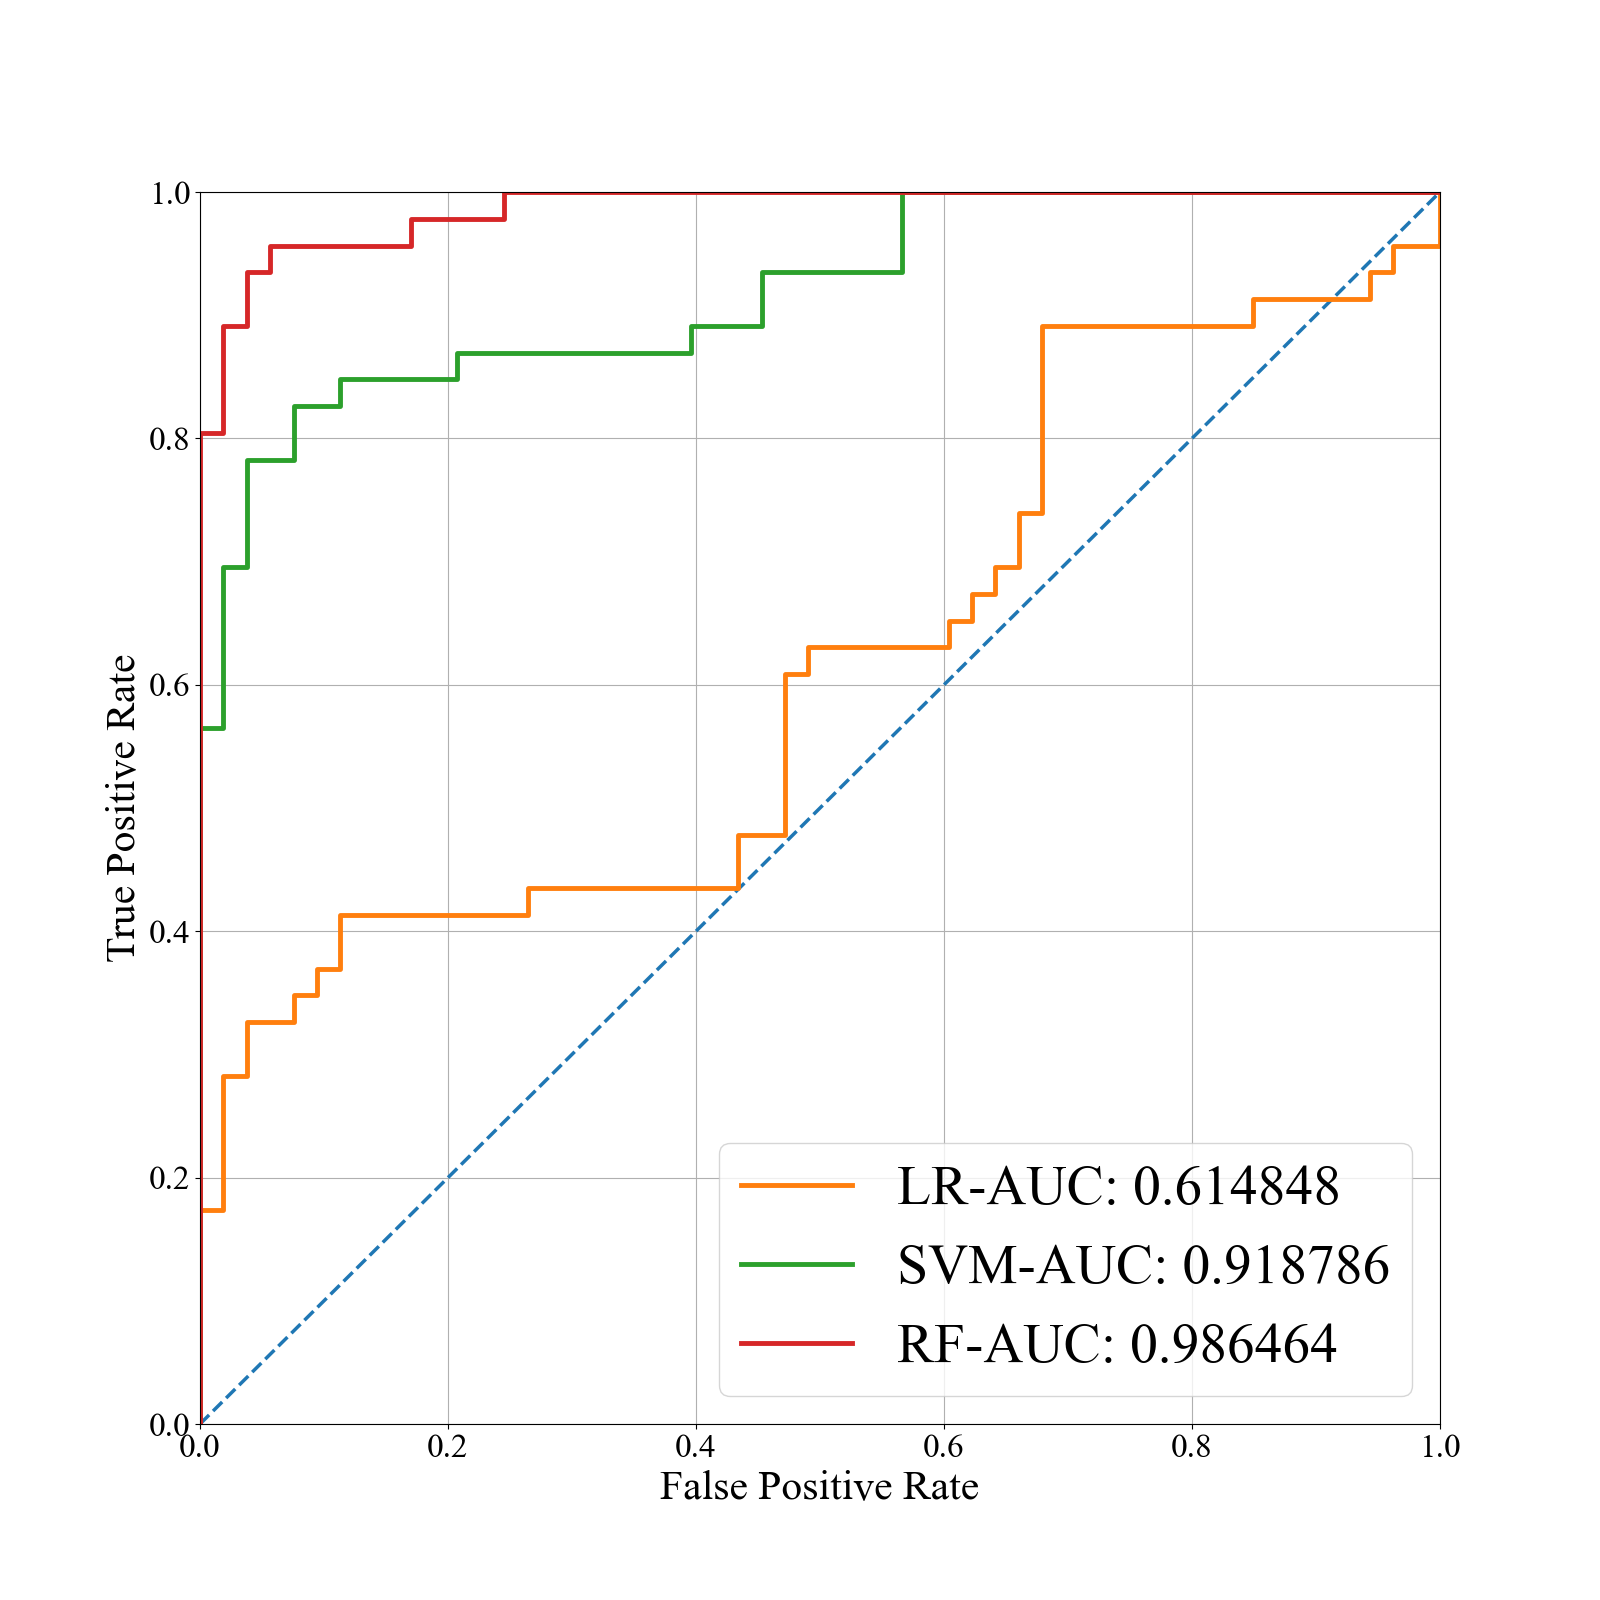 1.0
0.8
0.6
0.4
0.2
0.0
True Positive Rate
LR-AUC: 0.614848
SVM-AUC: 0.918786
RF-AUC: 0.986464
0.0 0.2 0.4 0.6 0.8 1.0
False Positive Rate